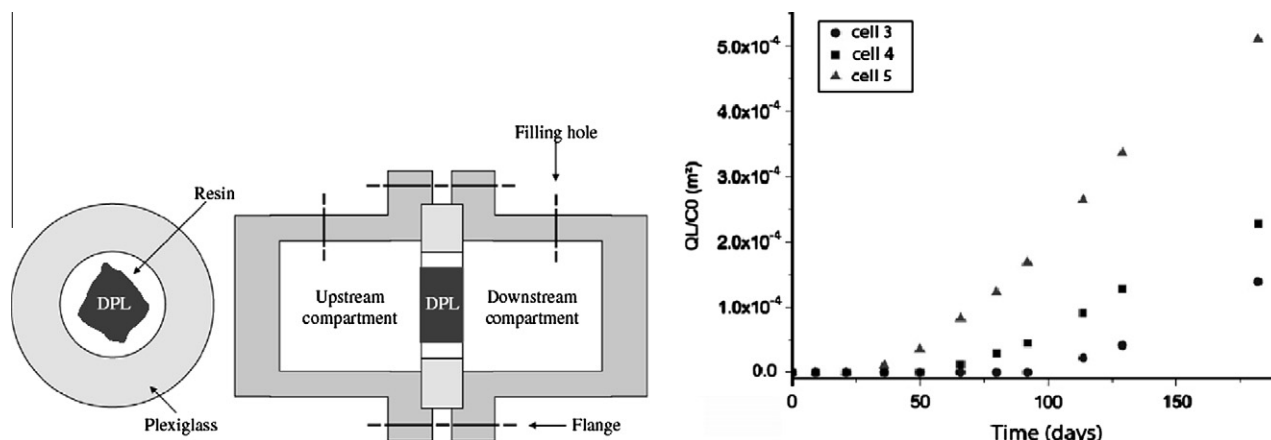 Filling hole
Resin
DPL
Upstream
compartment
DPL
Downstream
compartment
Plexiglass
Flange
cell 3
cell 4
cell 5
QL/C0 (m²)
5.0x10⁻⁴
4.0x10⁻⁴
3.0x10⁻⁴
2.0x10⁻⁴
1.0x10⁻⁴
0.0
0 50 100 150
Time (days)